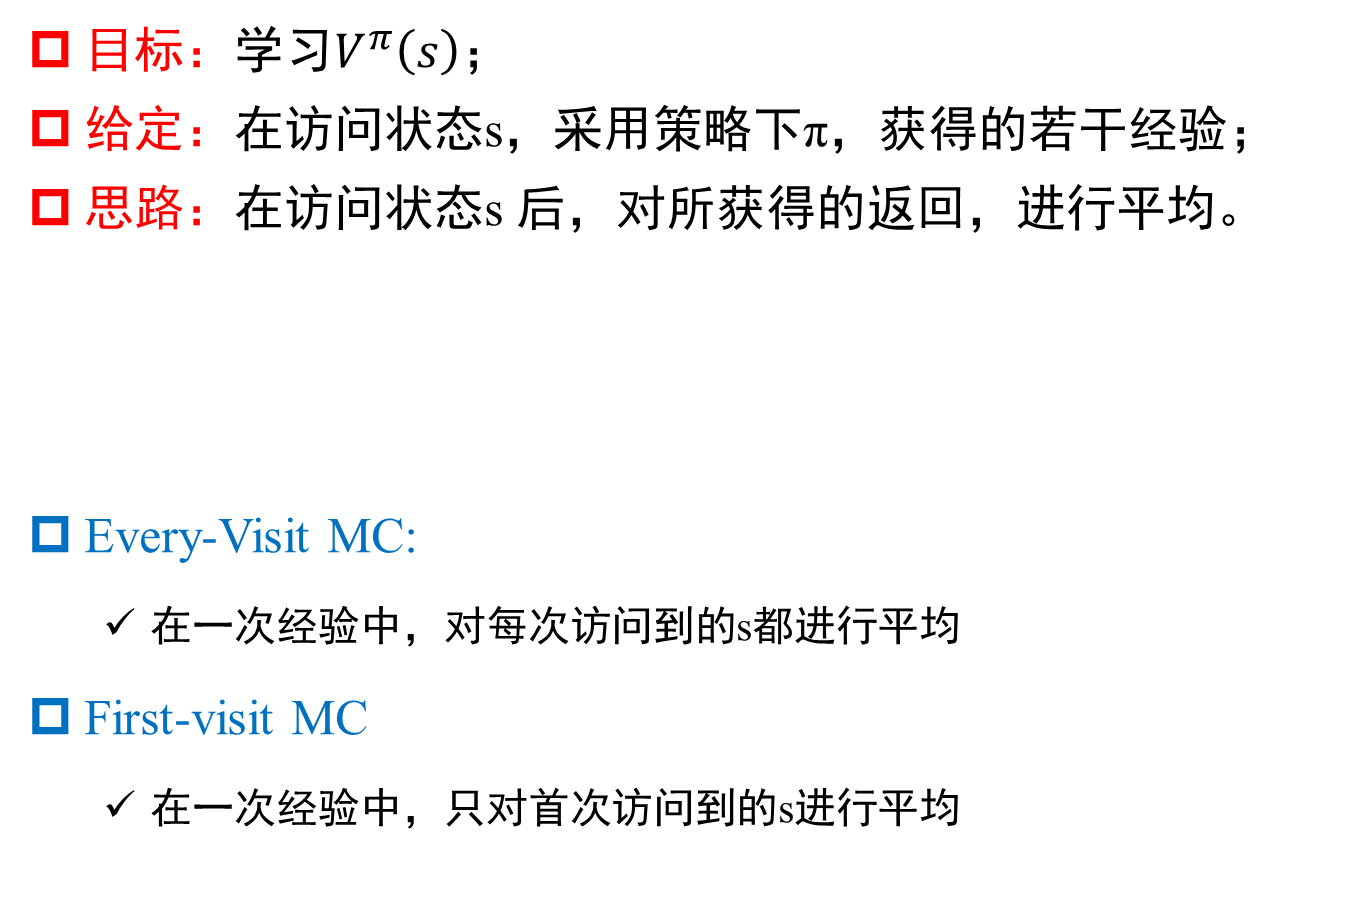 目标：学习Vπ(s)；
给定：在访问状态s，采用策略下π，获得的若干经验；
思路：在访问状态s 后，对所获得的返回，进行平均。
Every-Visit MC:
在一次经验中，对每次访问到的s都进行平均
First-visit MC
在一次经验中，只对首次访问到的s进行平均